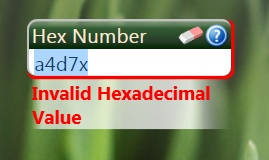 Hex Number
a4d7x
Invalid Hexadecimal
Value